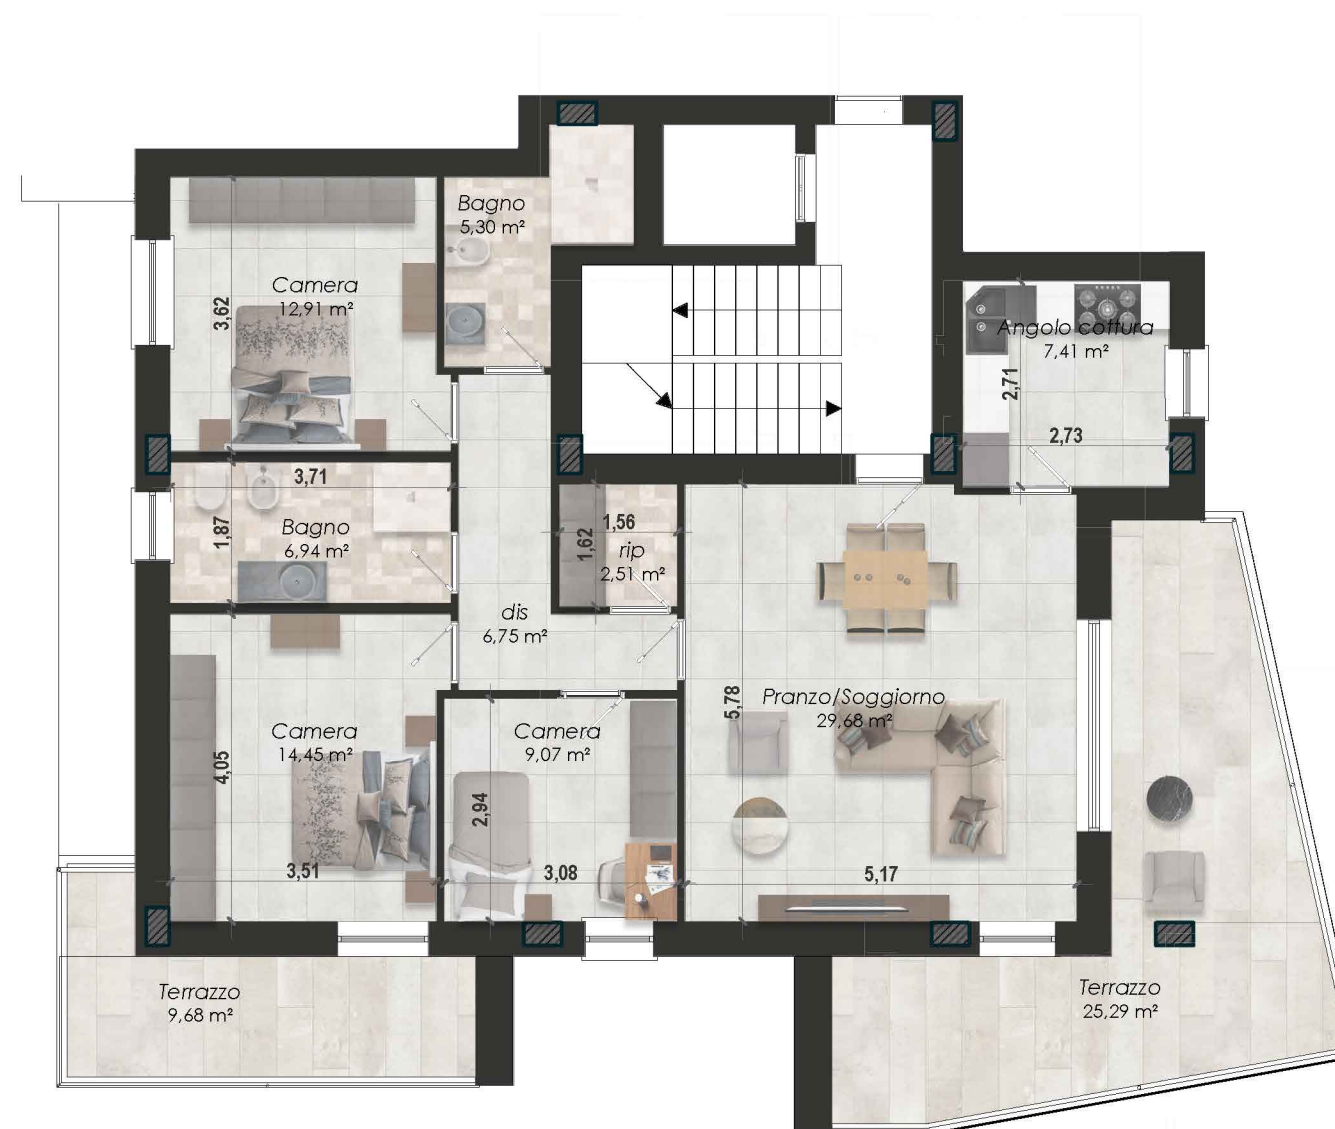 Bagno
5,30 m²
Camera
12,91 m²
3,62
Angolo cottura
7,41 m²
2,71
2,73
3,71
Bagno
6,94 m²
1,87
1,56
1,62
rip
2,51 m²
dis
6,75 m²
Camera
14,45 m²
4,05
3,51
Camera
9,07 m²
2,94
3,08
Pranzo/Soggiorno
29,68 m²
5,78
5,17
Terrazzo
9,68 m²
Terrazzo
25,29 m²